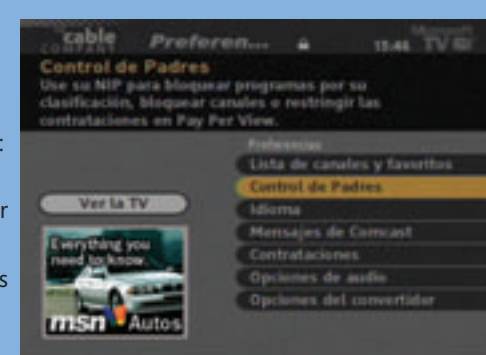 cable COMPANY Preferen... 15:46 Microsoft TV
Control de Padres
Use su NIP para bloquear programas por su
clasificación, bloquear canales o restringir las
contrataciones en Pay Per View.
Preferencias
Lista de canales y favoritos
Control de Padres
Ver la TV
Idioma
Mensajes de Comcast
Contrataciones
Opciones de audio
Opciones del convertidor
Everything you
need to know.
msn Autos
:
r
s